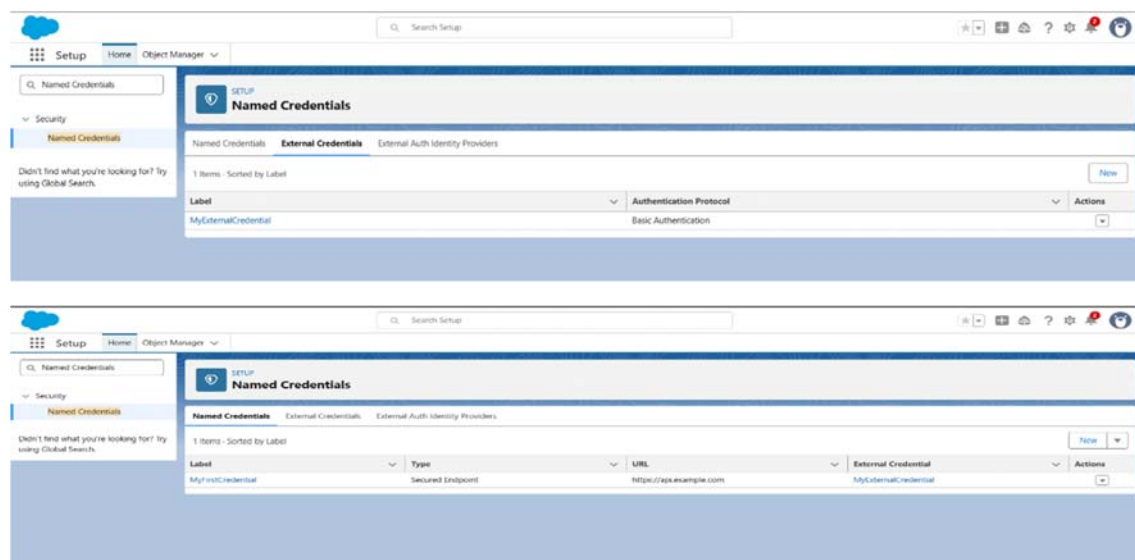 Search Setup
2
Setup Home Object Manager
Named Credentials
Security
Named Credentials
Didn't find what you're looking for? Try
using Global Search.
SETUP
Named Credentials
Named Credentials External Credentials External Auth Identity Providers
1 Items · Sorted by Label
New
Label Authentication Protocol Actions
MyExternalCredential Basic Authentication
Search Setup
2
Setup Home Object Manager
Named Credentials
Security
Named Credentials
Didn't find what you're looking for? Try
using Global Search.
SETUP
Named Credentials
Named Credentials External Credentials External Auth Identity Providers
1 Items · Sorted by Label
New
Label Type URL External Credential Actions
MyFirstCredential Secured Endpoint https://api.example.com MyExternalCredential